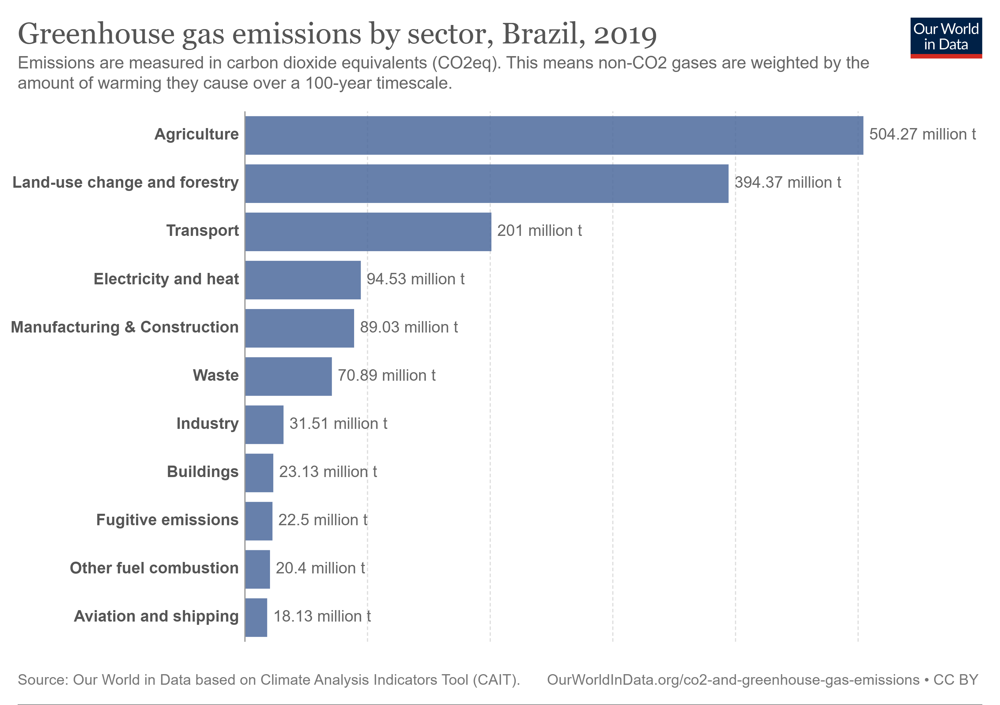 Greenhouse gas emissions by sector, Brazil, 2019
Our World
in Data
Emissions are measured in carbon dioxide equivalents (CO2eq). This means non-CO2 gases are weighted by the
amount of warming they cause over a 100-year timescale.
Agriculture 504.27 million t
Land-use change and forestry 394.37 million t
Transport 201 million t
Electricity and heat 94.53 million t
Manufacturing & Construction 89.03 million t
Waste 70.89 million t
Industry 31.51 million t
Buildings 23.13 million t
Fugitive emissions 22.5 million t
Other fuel combustion 20.4 million t
Aviation and shipping 18.13 million t
Source: Our World in Data based on Climate Analysis Indicators Tool (CAIT). OurWorldInData.org/co2-and-greenhouse-gas-emissions • CC BY